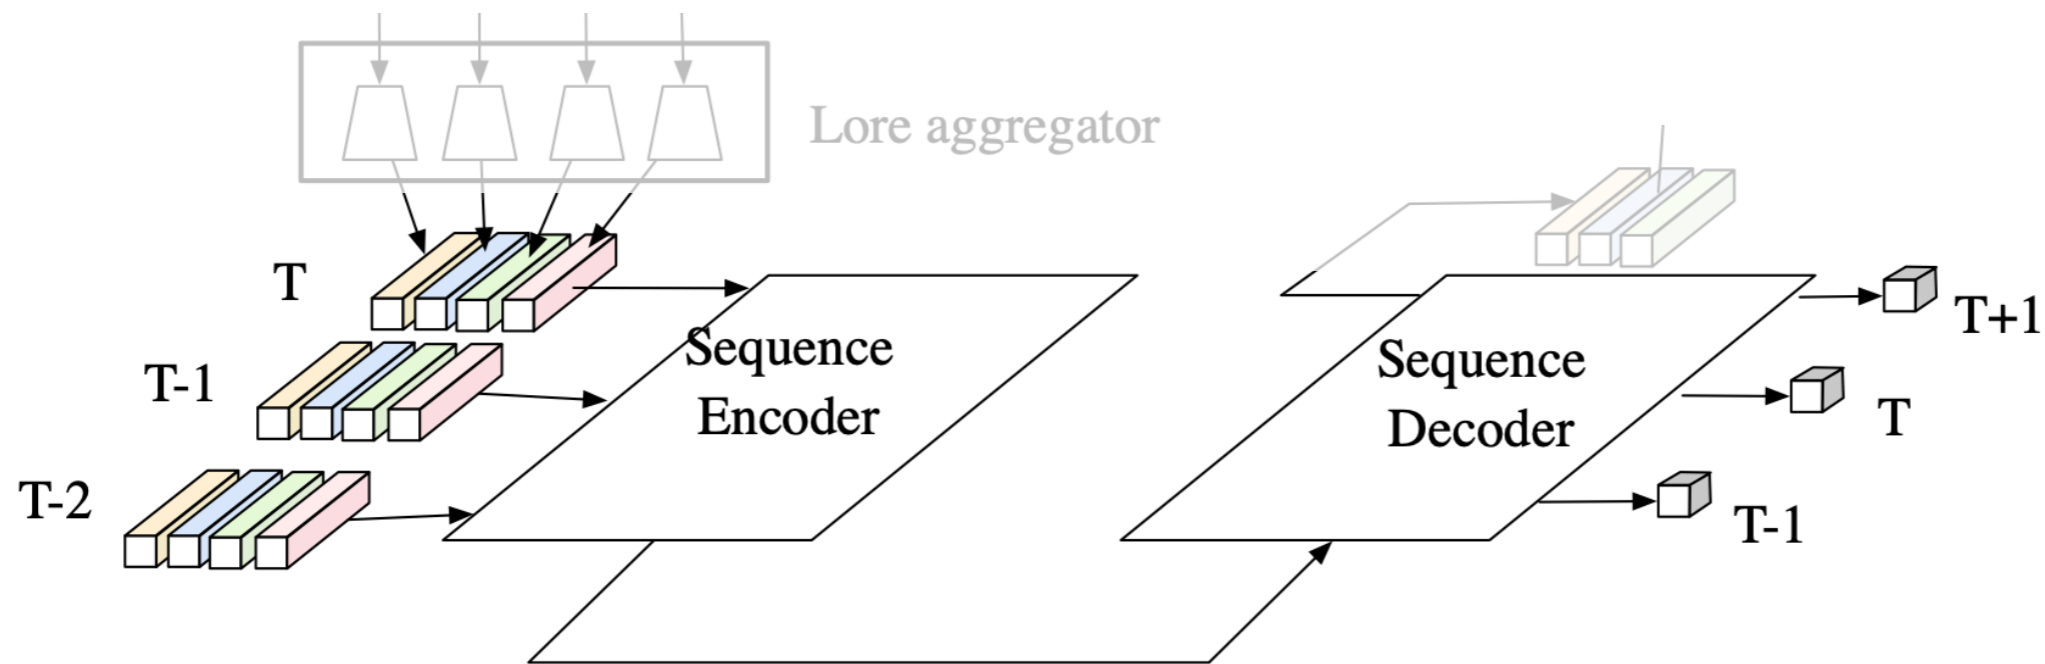 Lore aggregator
T
T-1
T-2
Sequence
Encoder
Sequence
Decoder
T+1
T
T-1